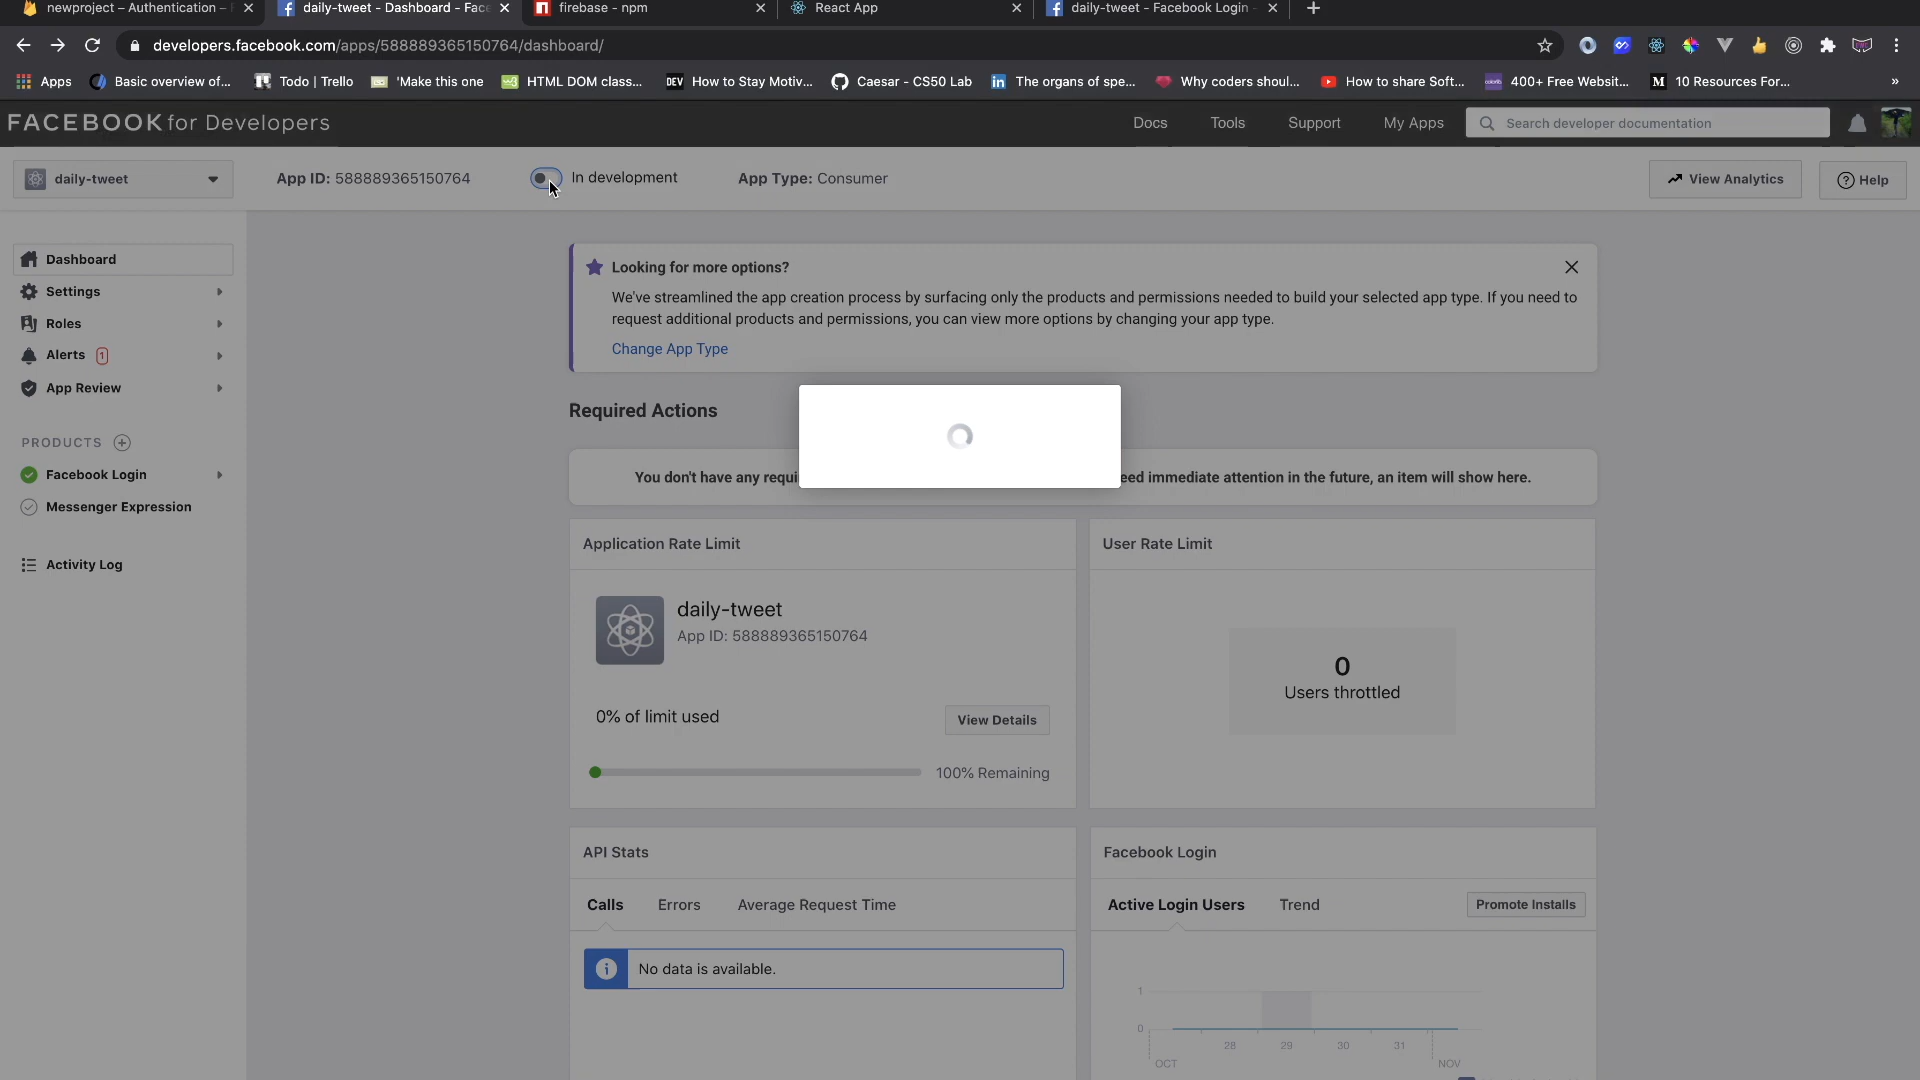 newproject – Authentication –
daily-tweet - Dashboard - Face
firebase - npm
React App
daily-tweet - Facebook Login -
developers.facebook.com/apps/588889365150764/dashboard/
Apps
Basic overview of...
Todo | Trello
'Make this one
HTML DOM class...
DEV How to Stay Motiv...
Caesar - CS50 Lab
The organs of spe...
Why coders shoul...
How to share Soft...
400+ Free Websit...
10 Resources For...
»
FACEBOOK for Developers
Docs
Tools
Support
My Apps
Search developer documentation
daily-tweet
App ID: 588889365150764
In development
App Type: Consumer
View Analytics
Help
Dashboard
Settings
Roles
Alerts 1
App Review
PRODUCTS
Facebook Login
Messenger Expression
Activity Log
Looking for more options?
We've streamlined the app creation process by surfacing only the products and permissions needed to build your selected app type. If you need to
request additional products and permissions, you can view more options by changing your app type.
Change App Type
Required Actions
You don't have any requi
eed immediate attention in the future, an item will show here.
Application Rate Limit
daily-tweet
App ID: 588889365150764
0% of limit used
View Details
100% Remaining
User Rate Limit
0
Users throttled
API Stats
Calls
Errors
Average Request Time
No data is available.
Facebook Login
Active Login Users
Trend
Promote Installs
1
0
28
29
30
31
OCT
NOV